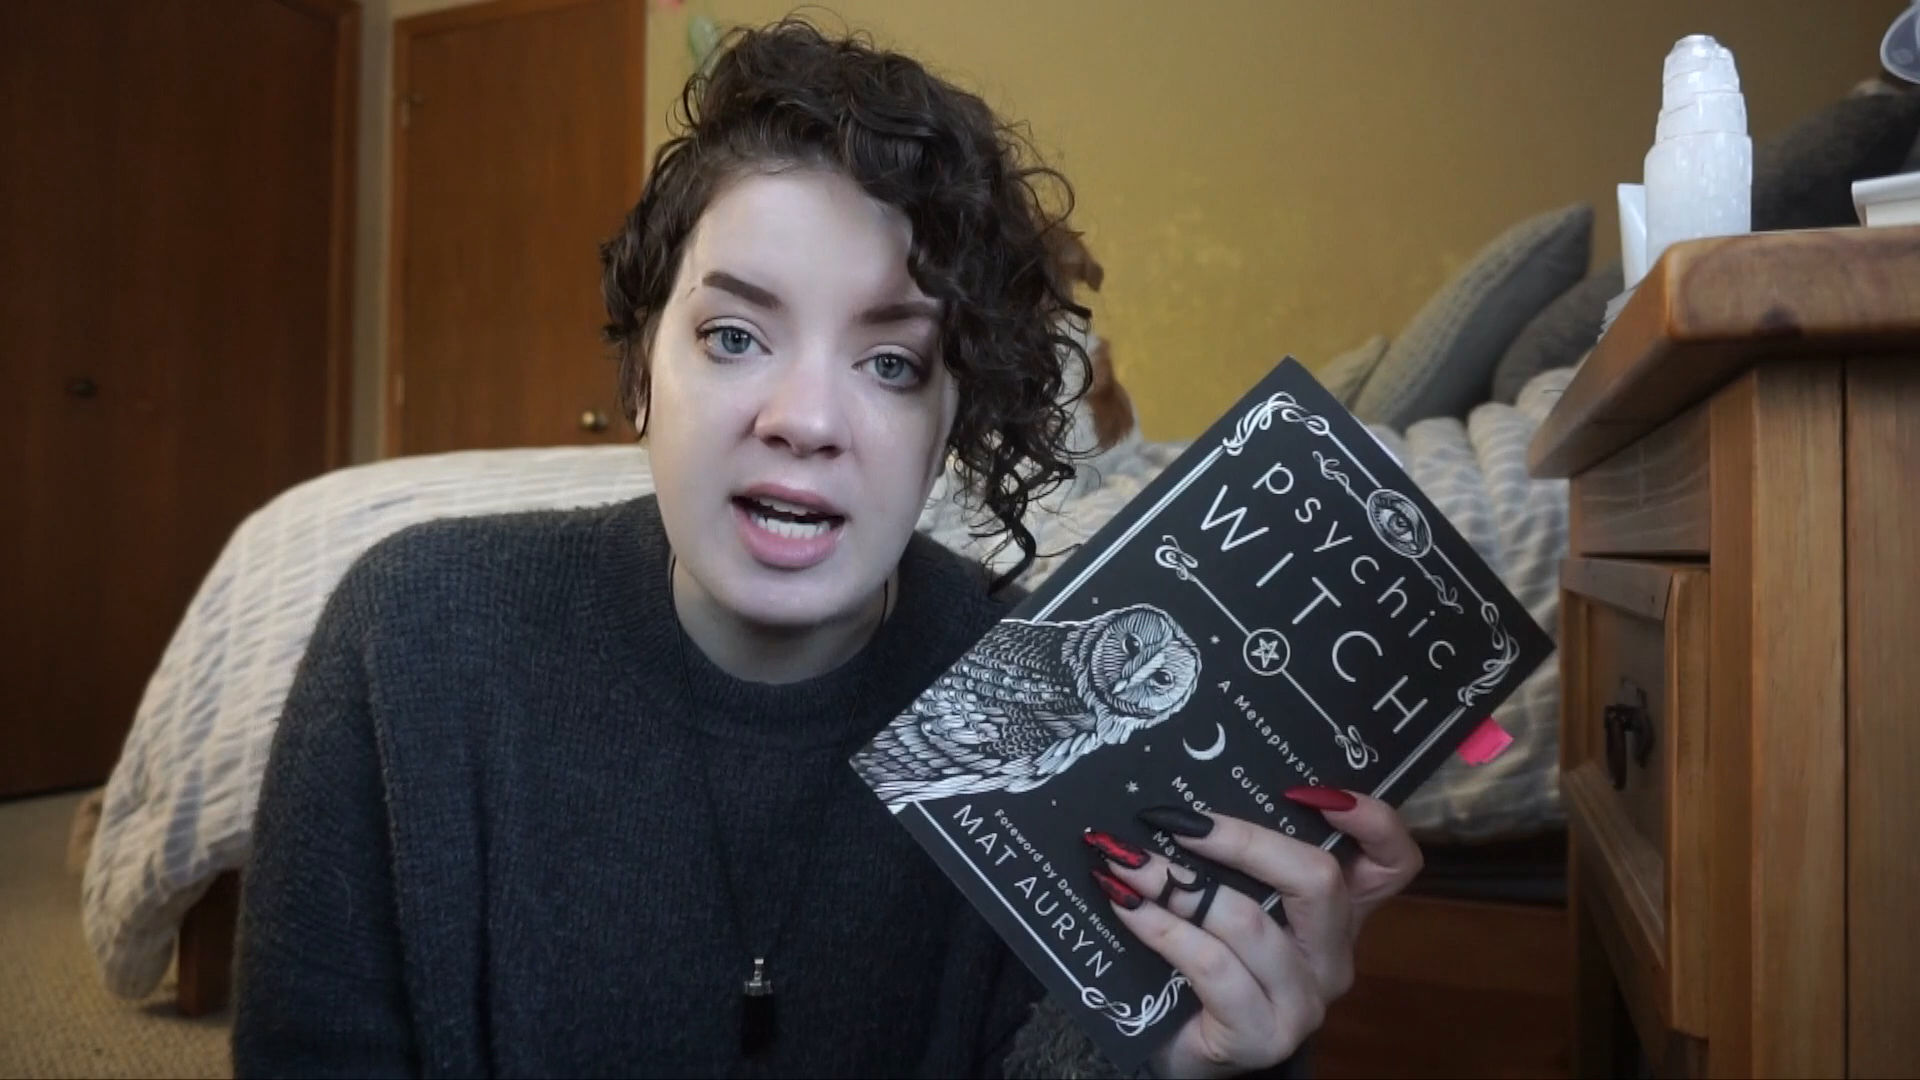 psychic
WITCH
A Metaphysic
Guide to
Foreword by Devin Hunter
MAT AURYN